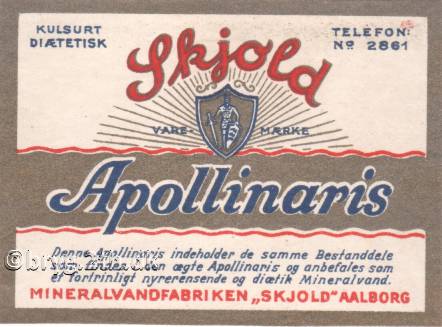 KULSURT
DIÆTETISK
TELEFON:
Nº 2861
Skjold
VARE-MÆRKE
Apollinaris
Denne Apollinaris indeholder de samme Bestanddele
som findes i den ægte Apollinaris og anbefales som
et fortrinligt nyrerensende og diætik Mineralvand.
MINERALVANDFABRIKEN „SKJOLD" AALBORG